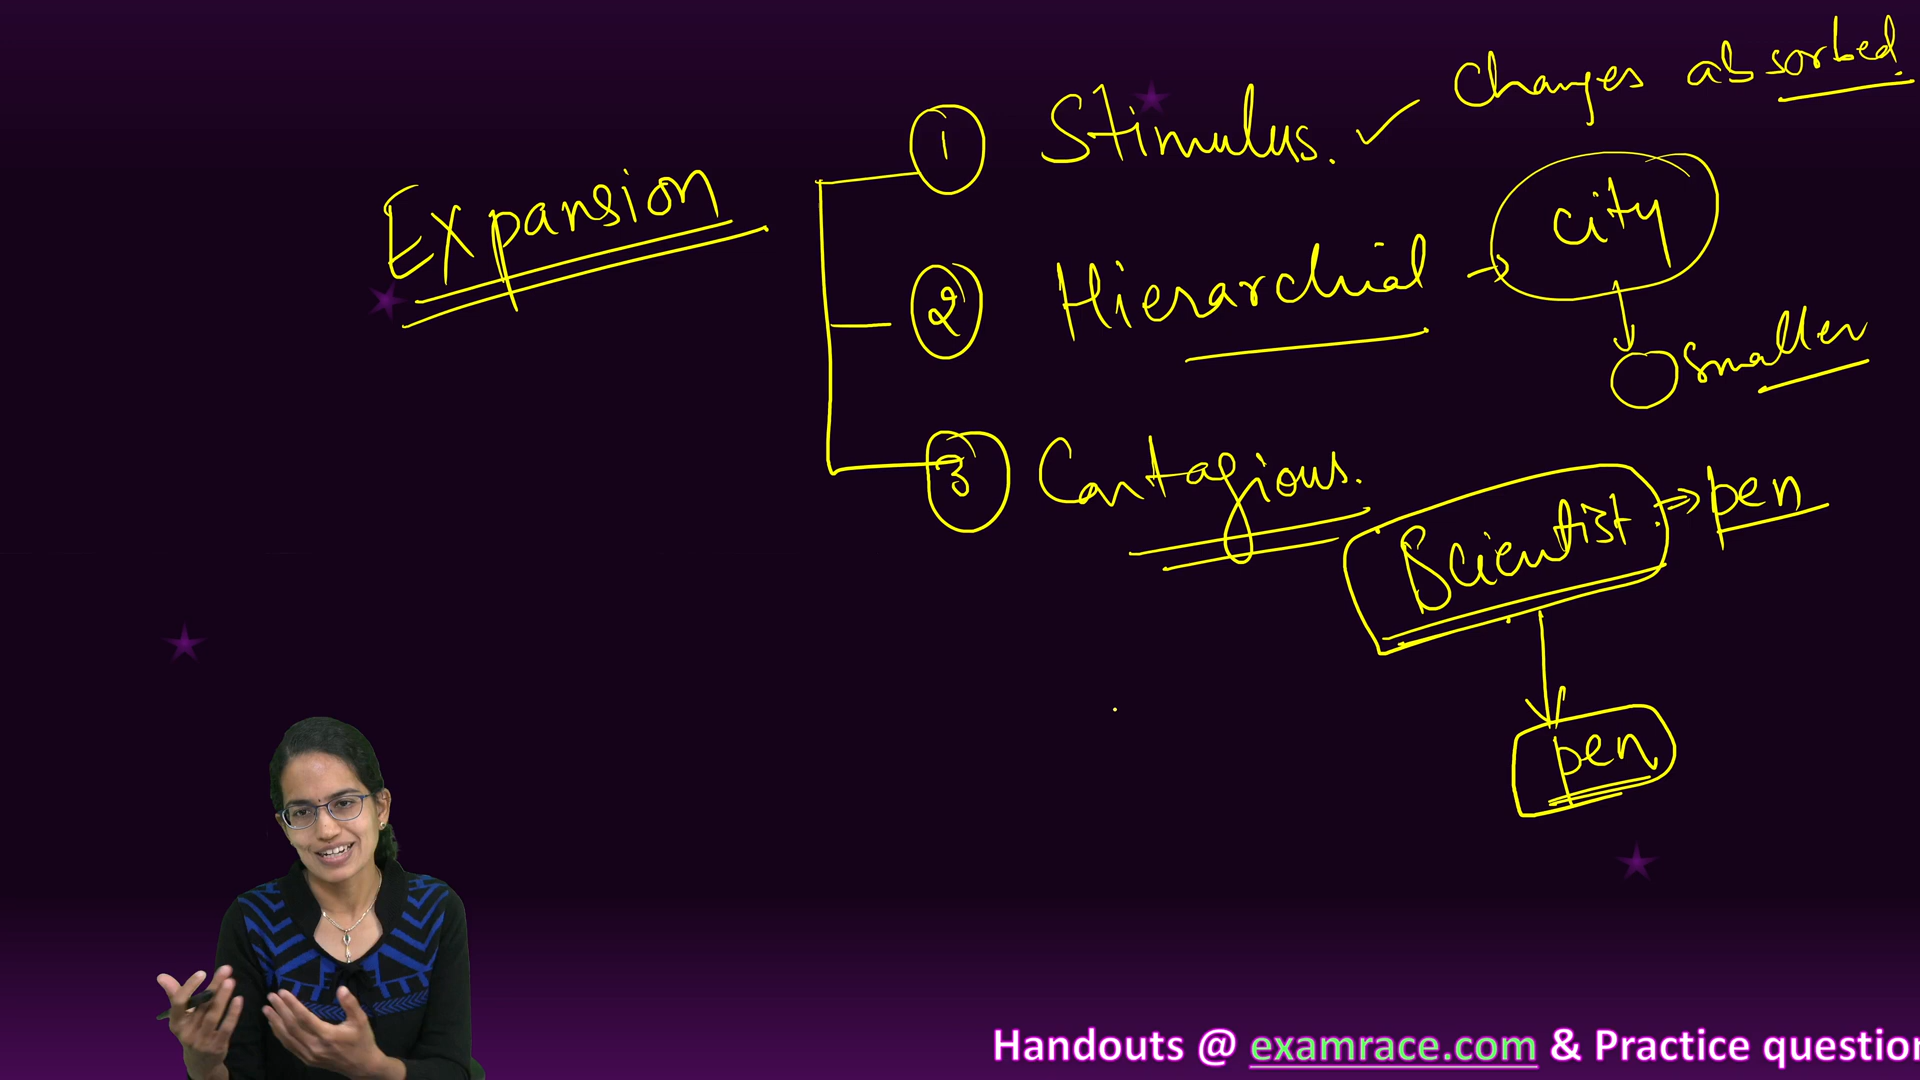 Expansion
1 Stimulus. ✓ Changes absorbed.
2 Hierarchial → city
smaller
3 Contagious.
Scientist. → pen
pen
Handouts @ examrace.com & Practice question